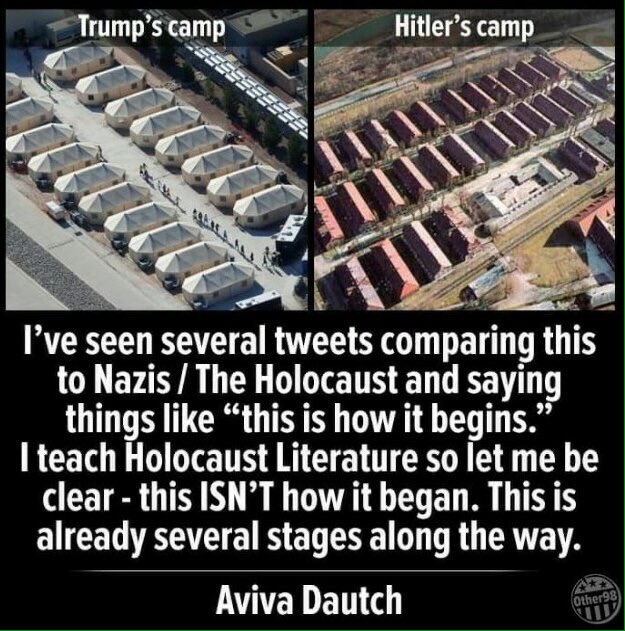 Trump's camp
Hitler's camp
I've seen several tweets comparing this
to Nazis / The Holocaust and saying
things like “this is how it begins.”
I teach Holocaust Literature so let me be
clear - this ISN'T how it began. This is
already several stages along the way.
Aviva Dautch
Other98